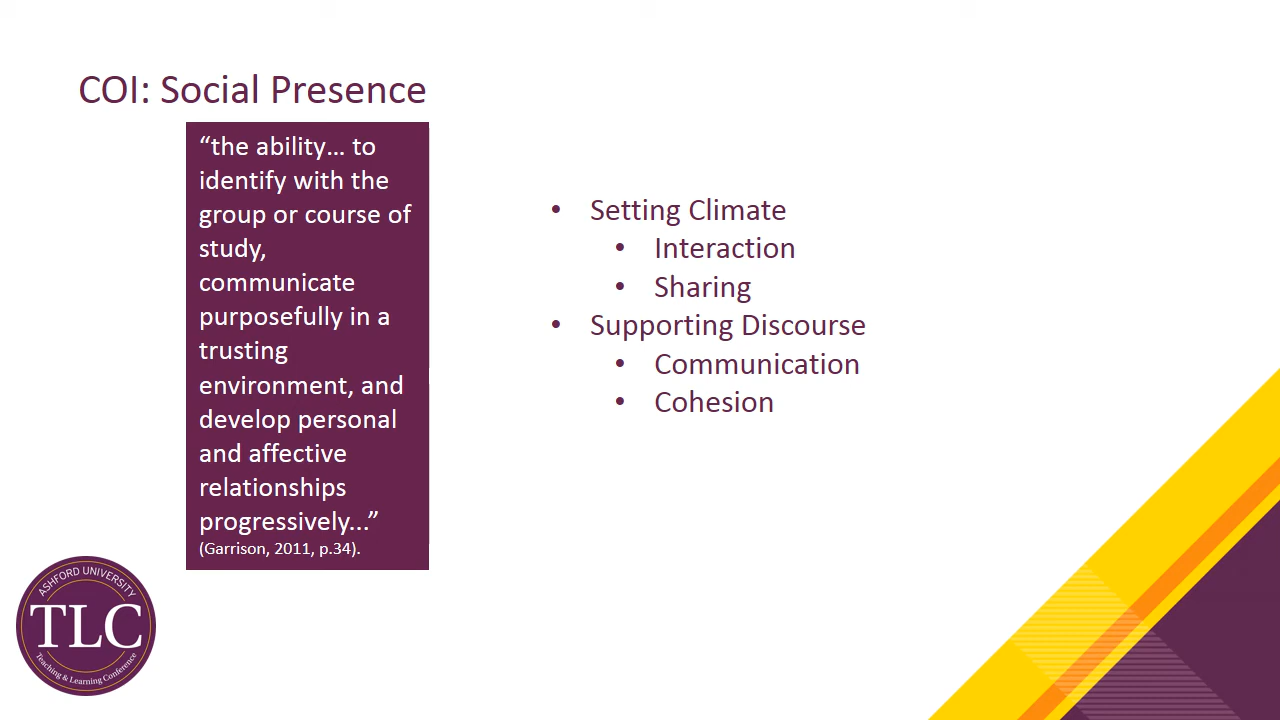 COI: Social Presence
“the ability… to
identify with the
group or course of
study,
communicate
purposefully in a
trusting
environment, and
develop personal
and affective
relationships
progressively...”
(Garrison, 2011, p.34).
• Setting Climate
• Interaction
• Sharing
• Supporting Discourse
• Communication
• Cohesion
ASHFORD UNIVERSITY
TLC
Teaching & Learning Conference